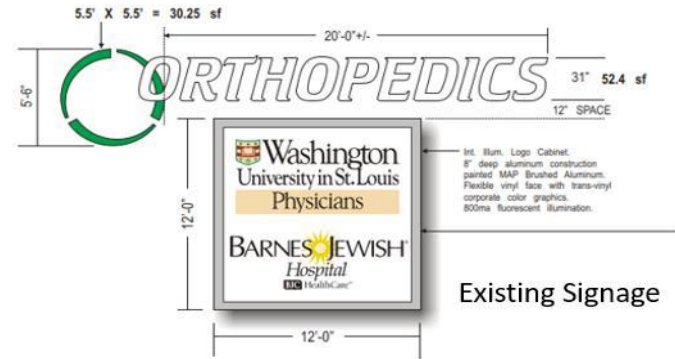 5.5' X 5.5' = 30.25 sf
20'-0"+/-
5'-6"
ORTHOPEDICS
31" 52.4 sf
12" SPACE
12'-0"
Washington
University in St. Louis
Physicians
BARNES JEWISH
Hospital
BJC HealthCare™
Int. Illum. Logo Cabinet.
8" deep aluminum construction
painted MAP Brushed Aluminum.
Flexible vinyl face with trans-vinyl
corporate color graphics.
800ma fluorescent illumination.
Existing Signage
12'-0"